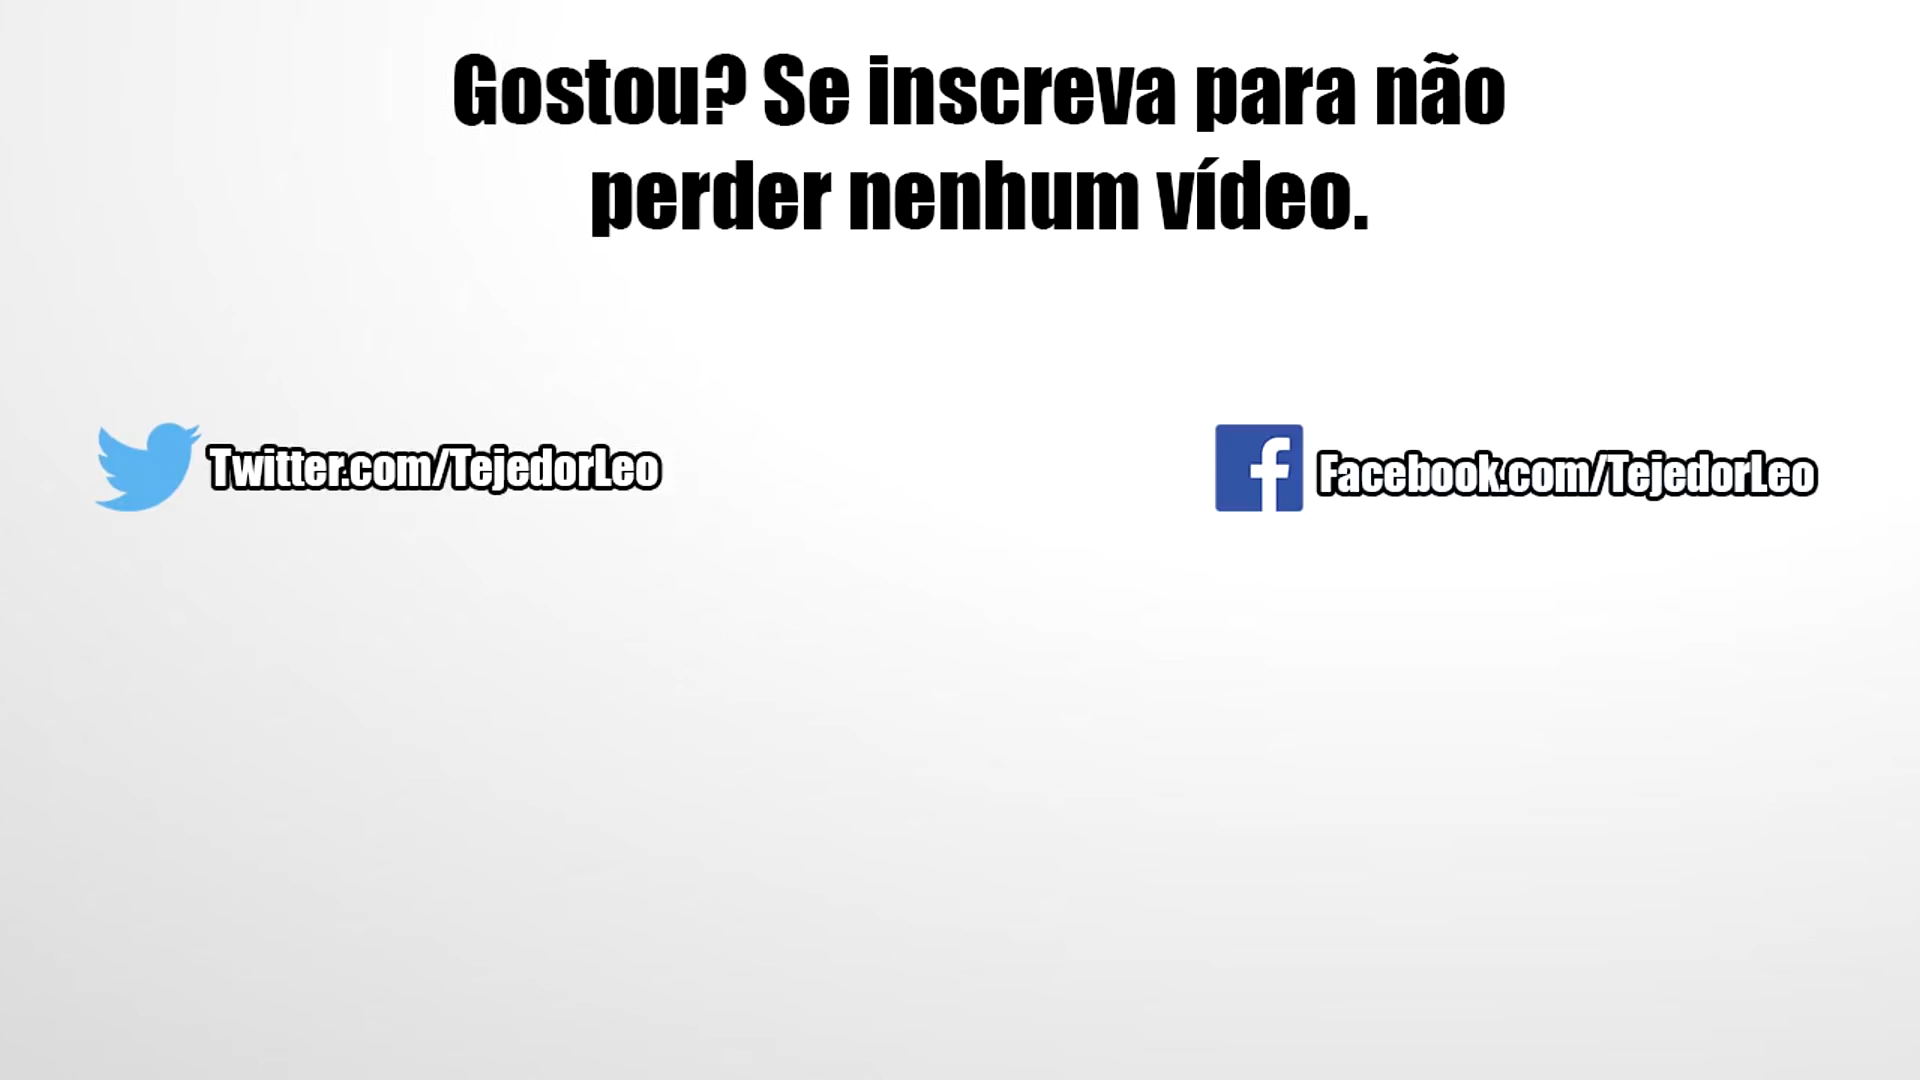 Gostou? Se inscreva para não
perder nenhum vídeo.
Twitter.com/TejedorLeo
Facebook.com/TejedorLeo